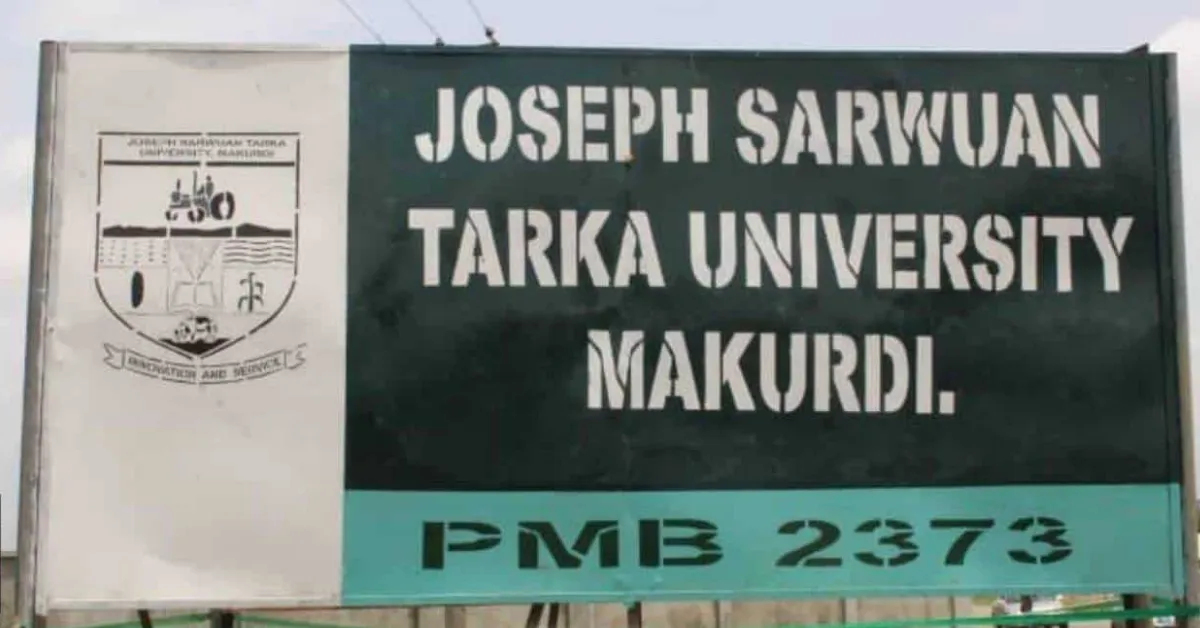 JOSEPH SARWUAN TARKA
UNIVERSITY, MAKURDI
INNOVATION AND SERVICE
JOSEPH SARWUAN
TARKA UNIVERSITY
MAKURDI.
PMB 2373